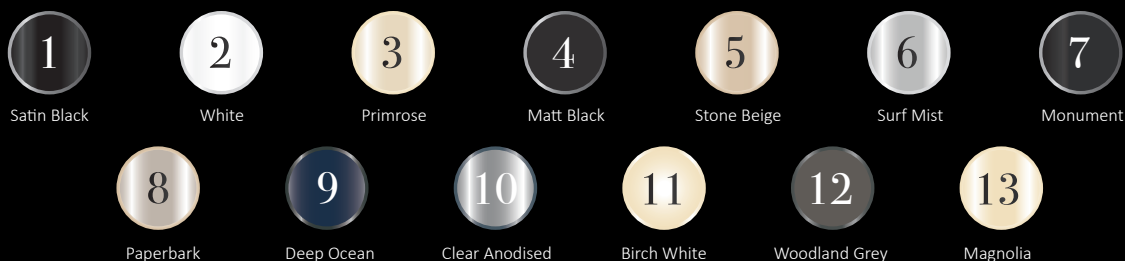 1 2 3 4 5 6 7
Satin Black White Primrose Matt Black Stone Beige Surf Mist Monument
8 9 10 11 12 13
Paperbark Deep Ocean Clear Anodised Birch White Woodland Grey Magnolia